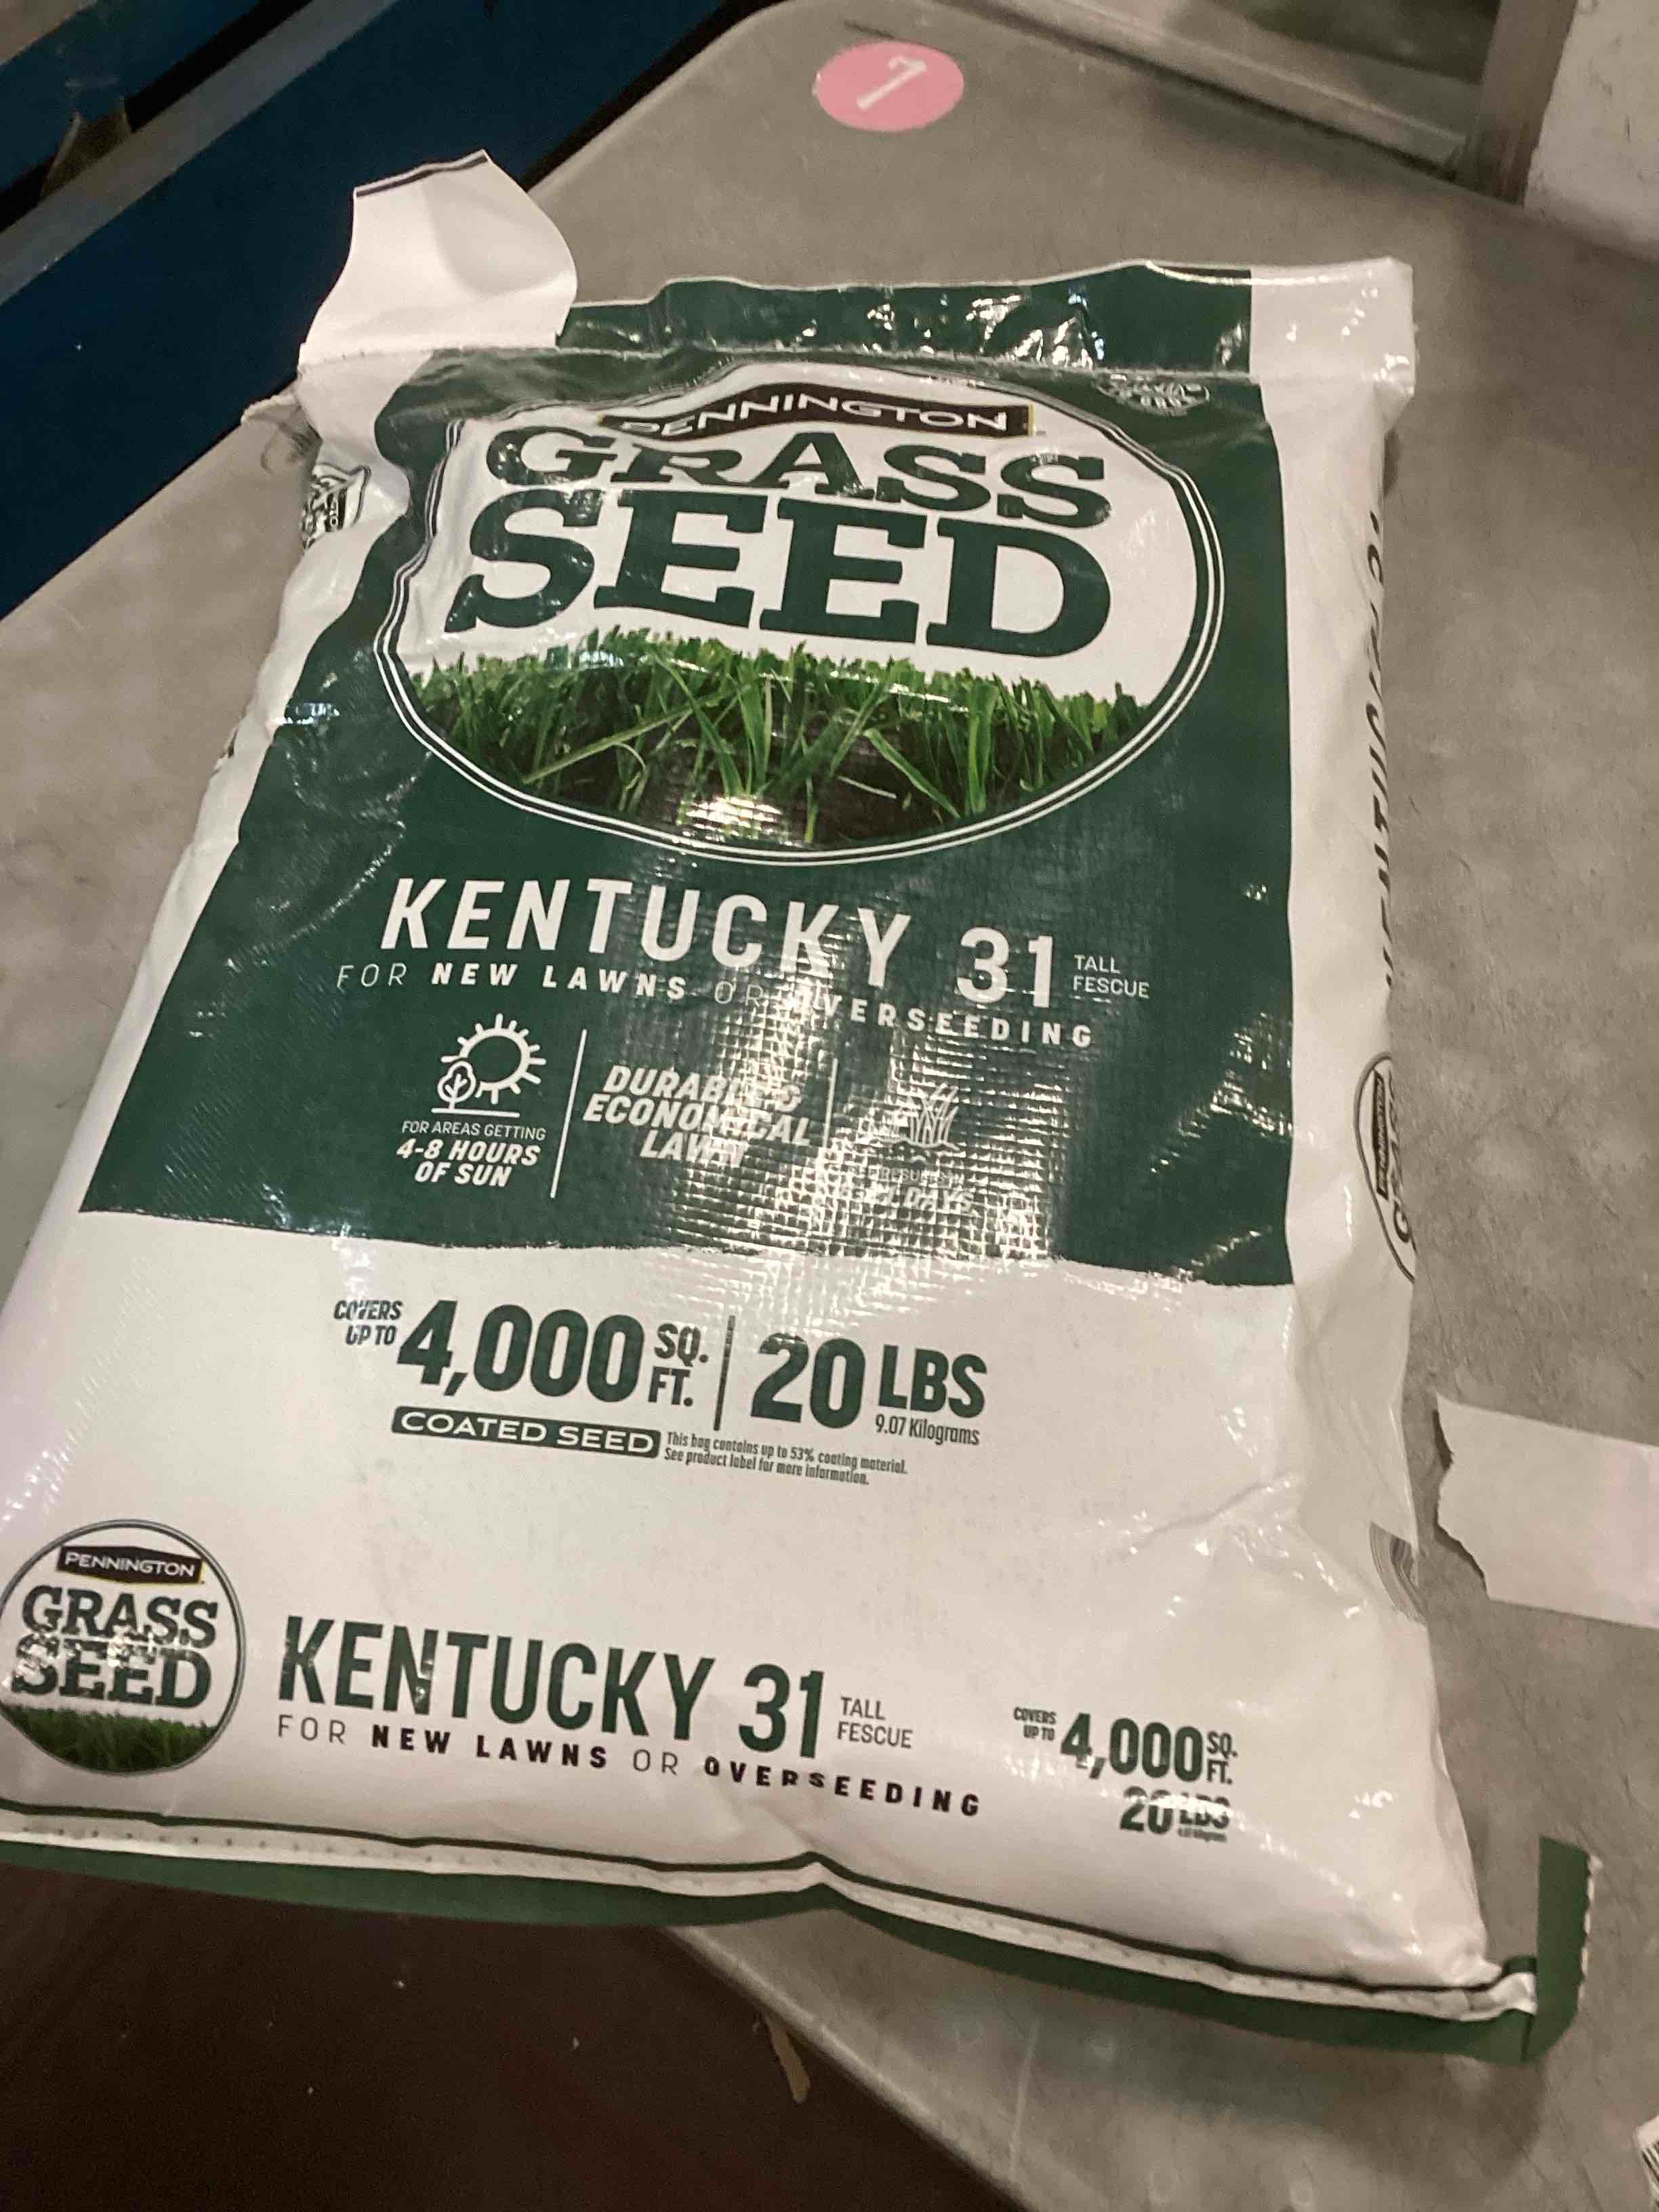 1
PENNINGTON
GRASS
SEED
KENTUCKY 31 TALL FESCUE
FOR NEW LAWNS OR OVERSEEDING
FOR AREAS GETTING
4-8 HOURS
OF SUN
ECONOMICAL
LAWN
DAYS
COVERS UP TO 4,000 SQ. FT. 20 LBS
9.07 Kilograms
COATED SEED This bag contains up to 53% coating material.
See product label for more information.
PENNINGTON
GRASS
SEED
KENTUCKY 31 TALL FESCUE
FOR NEW LAWNS OR OVERSEEDING
COVERS UP TO 4,000 SQ. FT.
20 LBS